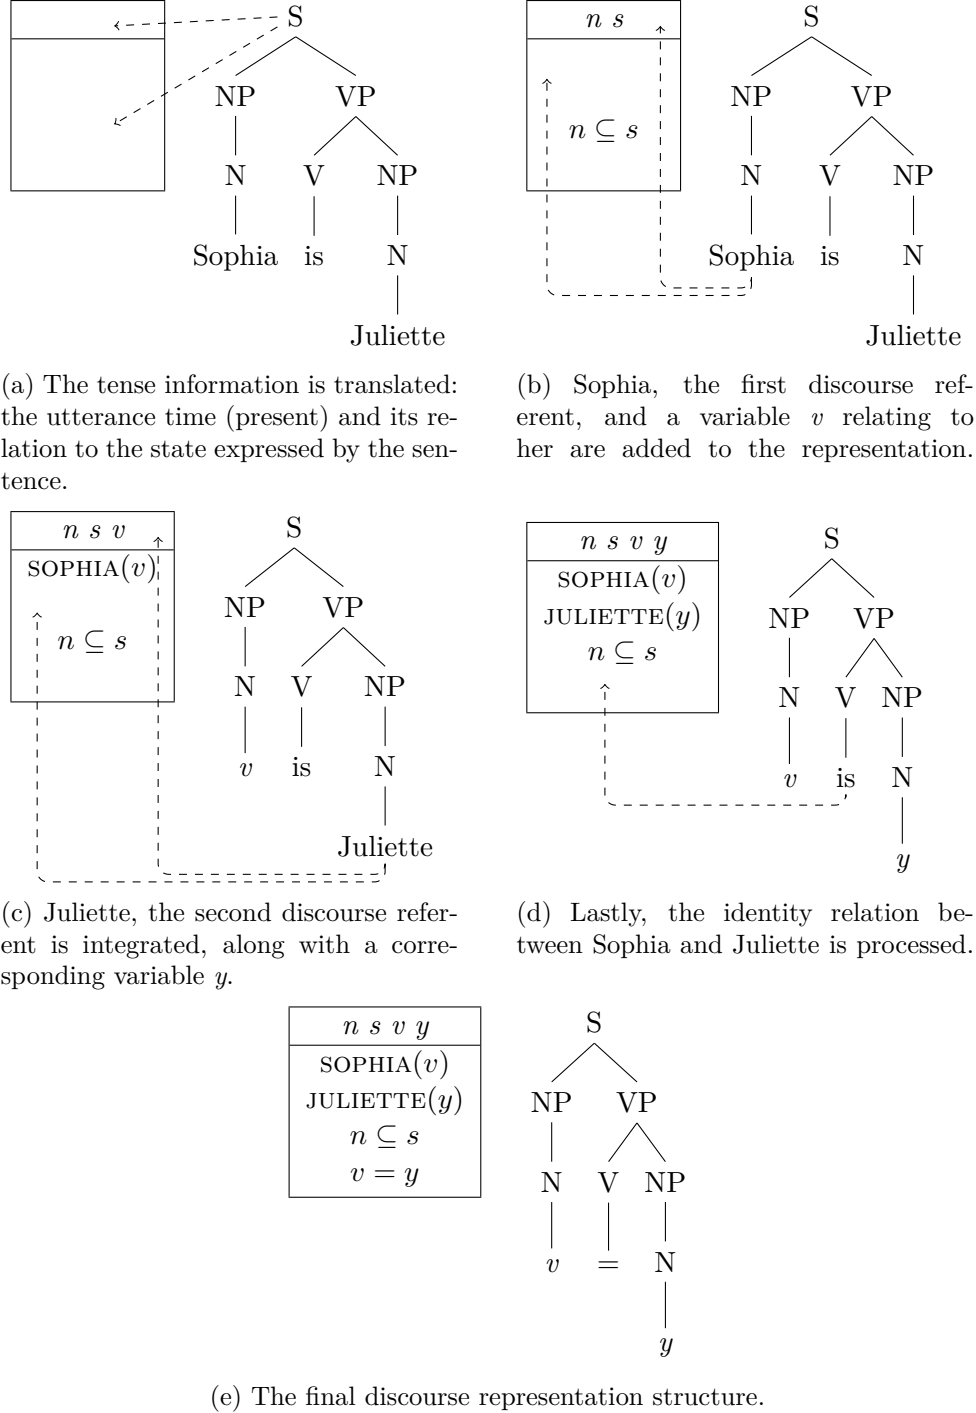 S
NP VP
N V NP
Sophia is N
Juliette
(a) The tense information is translated:
the utterance time (present) and its re-
lation to the state expressed by the sen-
tence.
n s
n ⊆ s
S
NP VP
N V NP
Sophia is N
Juliette
(b) Sophia, the first discourse ref-
erent, and a variable v relating to
her are added to the representation.
n s v
SOPHIA(v)
n ⊆ s
S
NP VP
N V NP
v is N
Juliette
(c) Juliette, the second discourse refer-
ent is integrated, along with a corre-
sponding variable y.
n s v y
SOPHIA(v)
JULIETTE(y)
n ⊆ s
S
NP VP
N V NP
v is N
y
(d) Lastly, the identity relation be-
tween Sophia and Juliette is processed.
n s v y
SOPHIA(v)
JULIETTE(y)
n ⊆ s
v = y
S
NP VP
N V NP
v = N
y
(e) The final discourse representation structure.